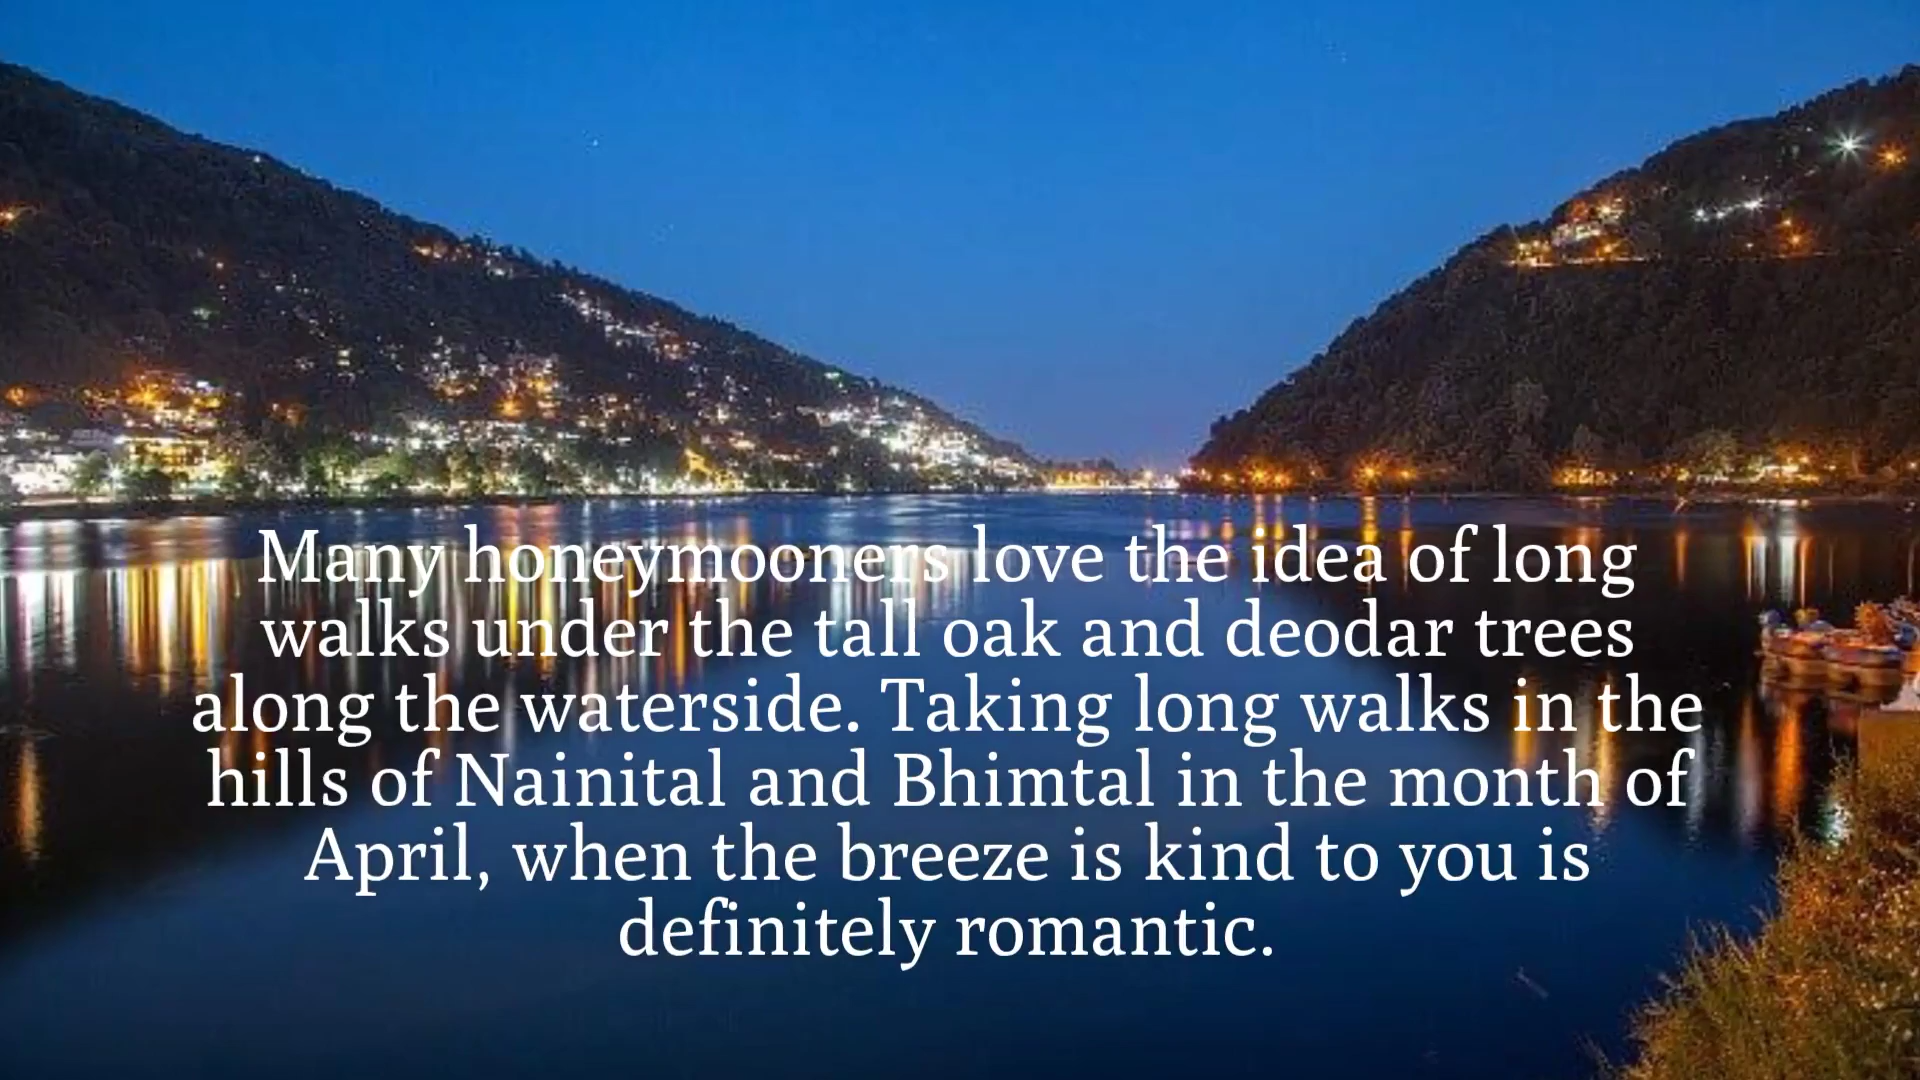 Many honeymooners love the idea of long
walks under the tall oak and deodar trees
along the waterside. Taking long walks in the
hills of Nainital and Bhimtal in the month of
April, when the breeze is kind to you is
definitely romantic.